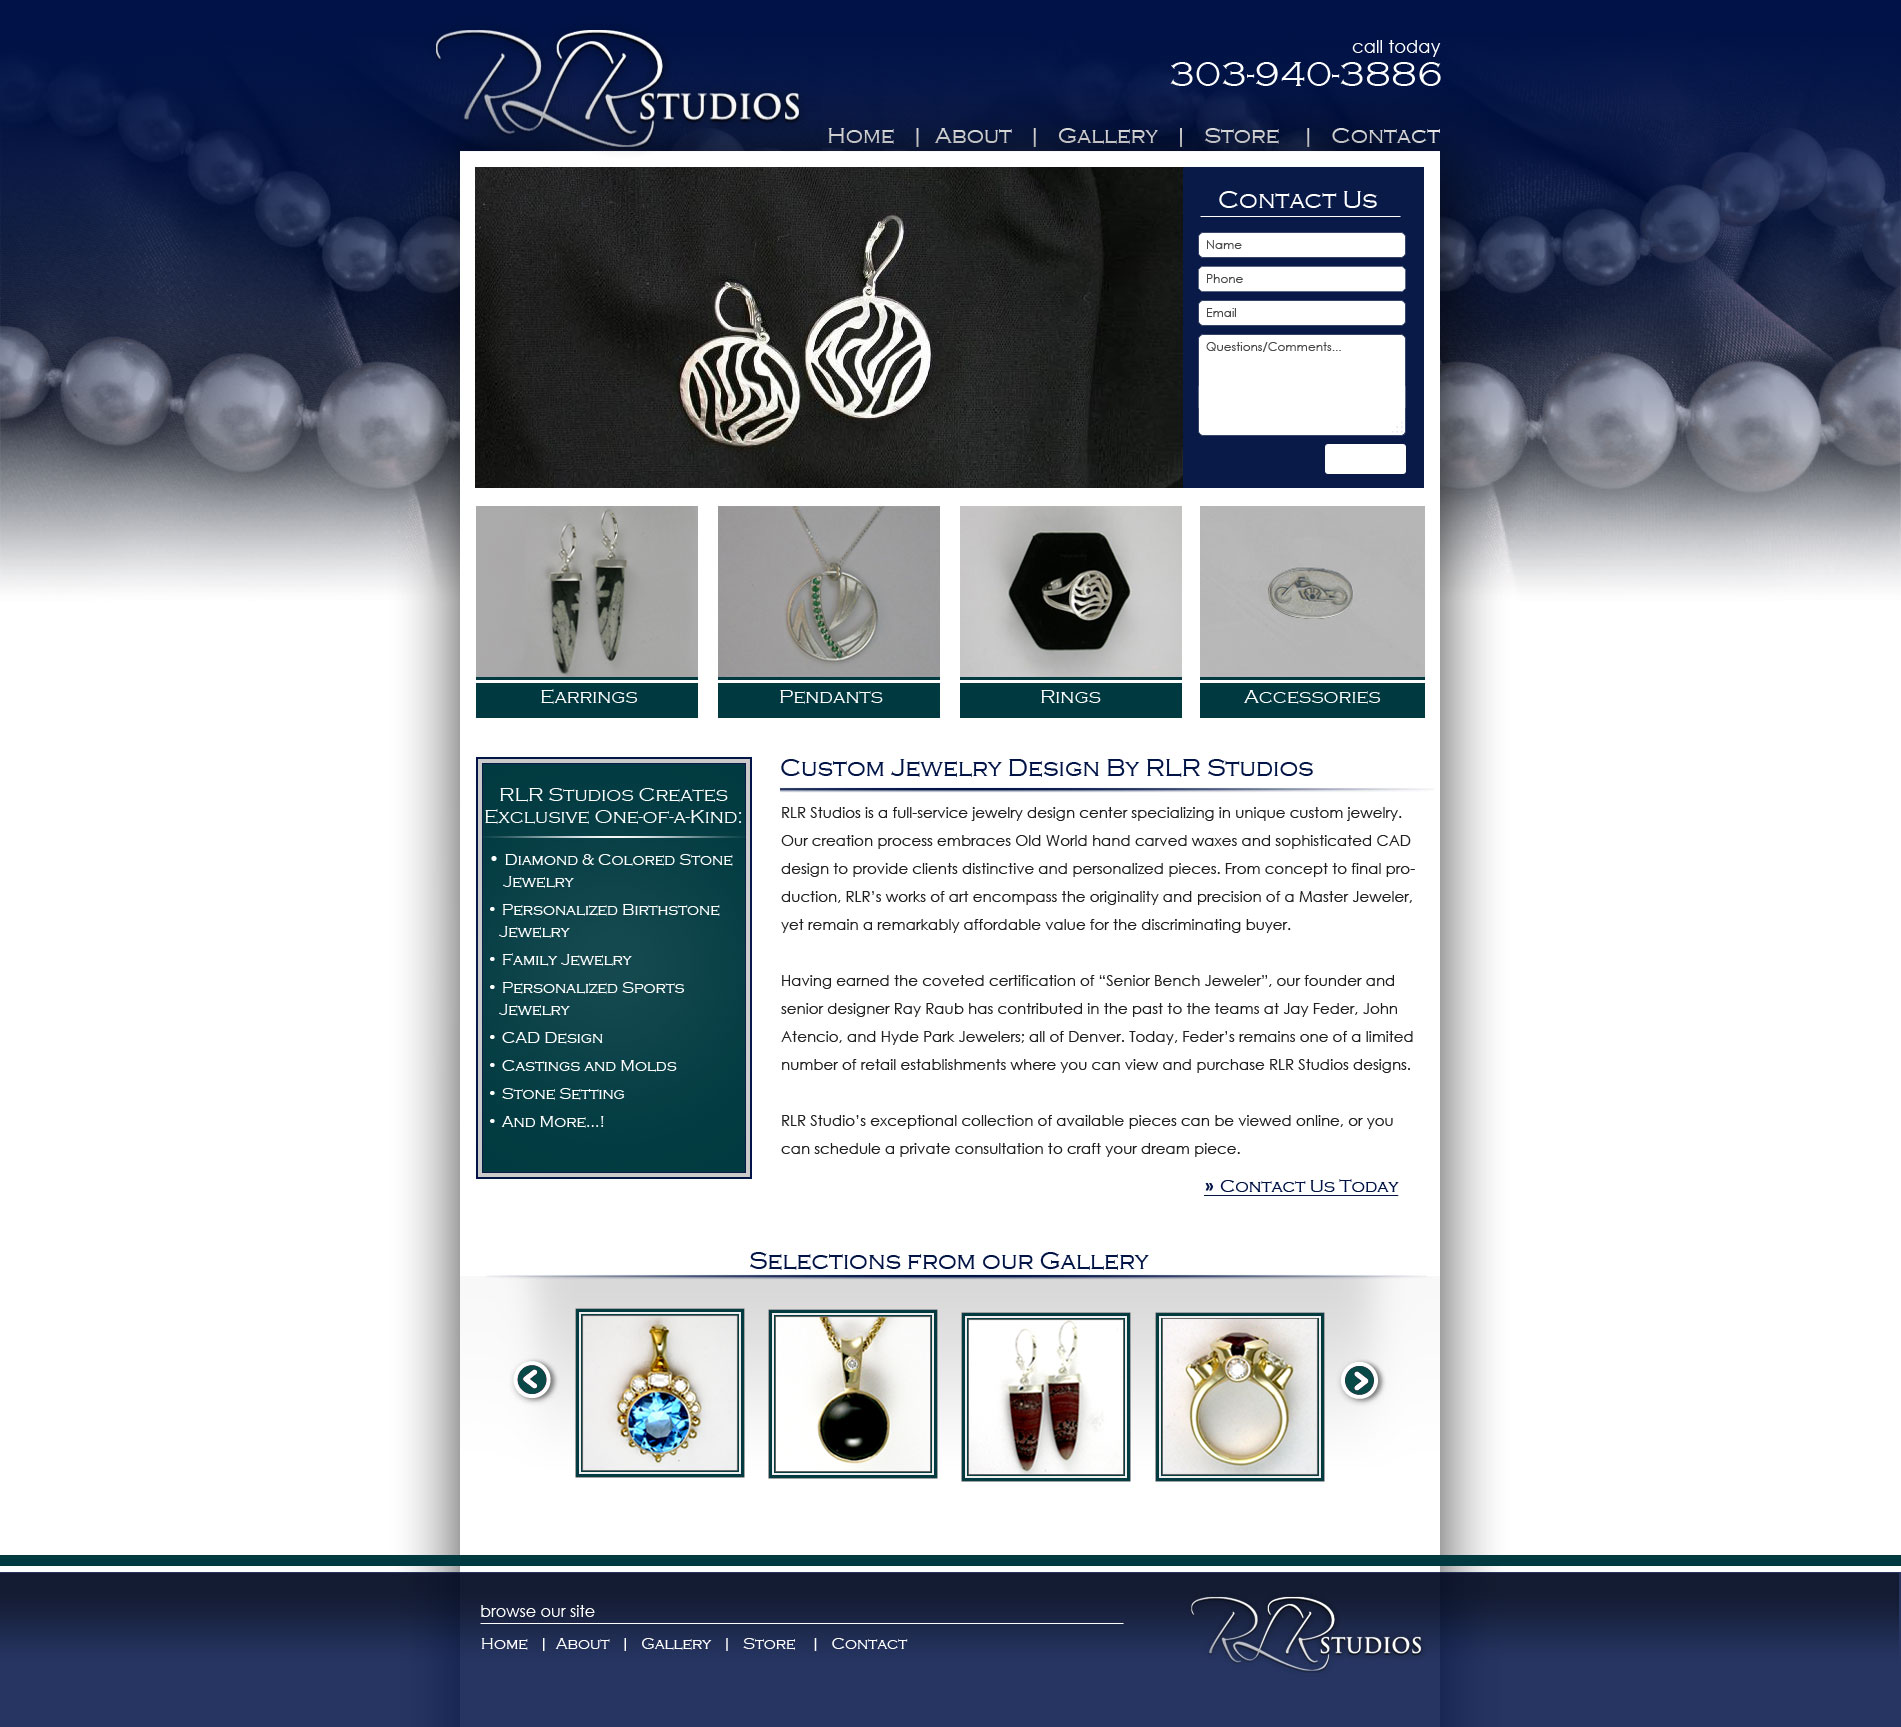 RLR STUDIOS
call today
303-940-3886
Home | About | Gallery | Store | Contact
Contact Us
Name
Phone
Email
Questions/Comments...
Earrings
Pendants
Rings
Accessories
RLR Studios Creates
Exclusive One-of-a-Kind:
• Diamond & Colored Stone
Jewelry
• Personalized Birthstone
Jewelry
• Family Jewelry
• Personalized Sports
Jewelry
• CAD Design
• Castings and Molds
• Stone Setting
• And More...!
Custom Jewelry Design By RLR Studios
RLR Studios is a full-service jewelry design center specializing in unique custom jewelry.
Our creation process embraces Old World hand carved waxes and sophisticated CAD
design to provide clients distinctive and personalized pieces. From concept to final pro-
duction, RLR’s works of art encompass the originality and precision of a Master Jeweler,
yet remain a remarkably affordable value for the discriminating buyer.
Having earned the coveted certification of “Senior Bench Jeweler”, our founder and
senior designer Ray Raub has contributed in the past to the teams at Jay Feder, John
Atencio, and Hyde Park Jewelers; all of Denver. Today, Feder’s remains one of a limited
number of retail establishments where you can view and purchase RLR Studios designs.
RLR Studio’s exceptional collection of available pieces can be viewed online, or you
can schedule a private consultation to craft your dream piece.
» Contact Us Today
Selections from our Gallery
browse our site
Home | About | Gallery | Store | Contact
RLR STUDIOS